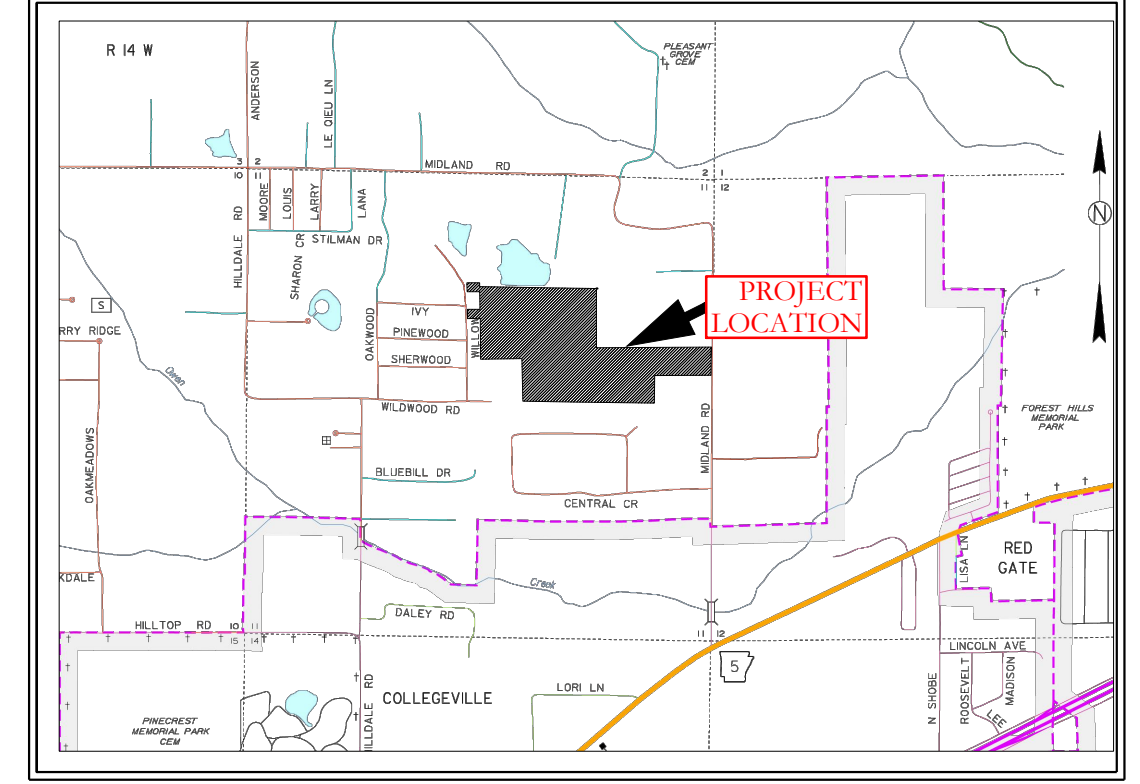 R 14 W
PLEASANT
GROVE
CEM
ANDERSON
LE QIEU LN
3 2
10 11
MIDLAND RD
2 1
11 12
HILLDALE RD
MOORE
LOUIS
LARRY
LANA
STILMAN DR
SHARON CR
N
S
RRY RIDGE
OAKWOOD
IVY
PINEWOOD
SHERWOOD
WILLOW
PROJECT
LOCATION
WILDWOOD RD
Owen
OAKMEADOWS
MIDLAND RD
FOREST HILLS
MEMORIAL
PARK
BLUEBILL DR
CENTRAL CR
KDALE
Creek
LISA LN
RED
GATE
HILLTOP RD
10 11
15 14
DALEY RD
11 12
5
LINCOLN AVE
COLLEGEVILLE
LORI LN
ILLDALE RD
PINECREST
MEMORIAL PARK
CEM
N SHOBE
ROOSEVELT
MADISON
LEE